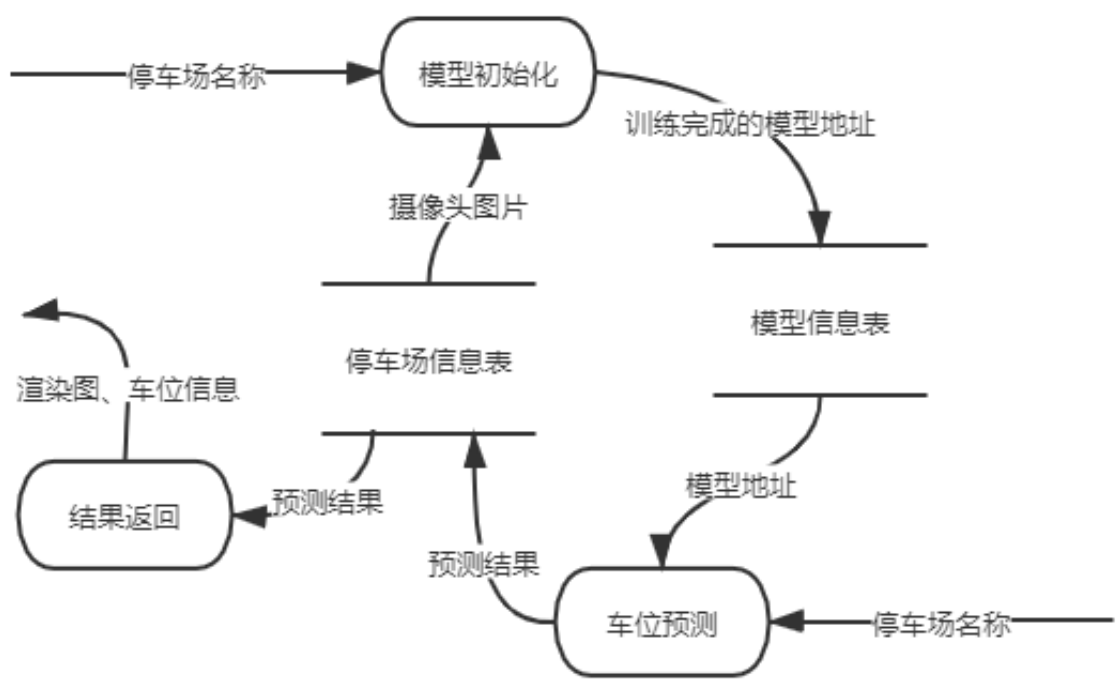 停车场名称
模型初始化
训练完成的模型地址
摄像头图片
模型信息表
停车场信息表
渲染图、车位信息
模型地址
预测结果
结果返回
预测结果
车位预测
停车场名称